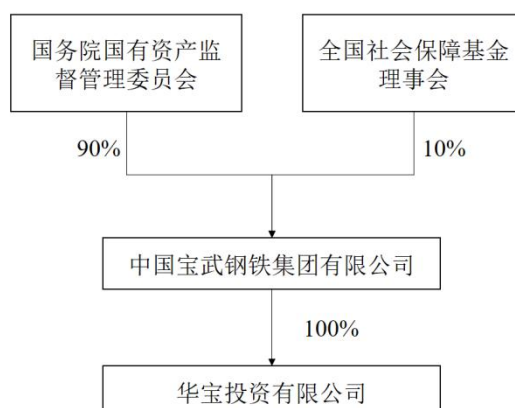 国务院国有资产监
督管理委员会
全国社会保障基金
理事会
90%
10%
中国宝武钢铁集团有限公司
100%
华宝投资有限公司